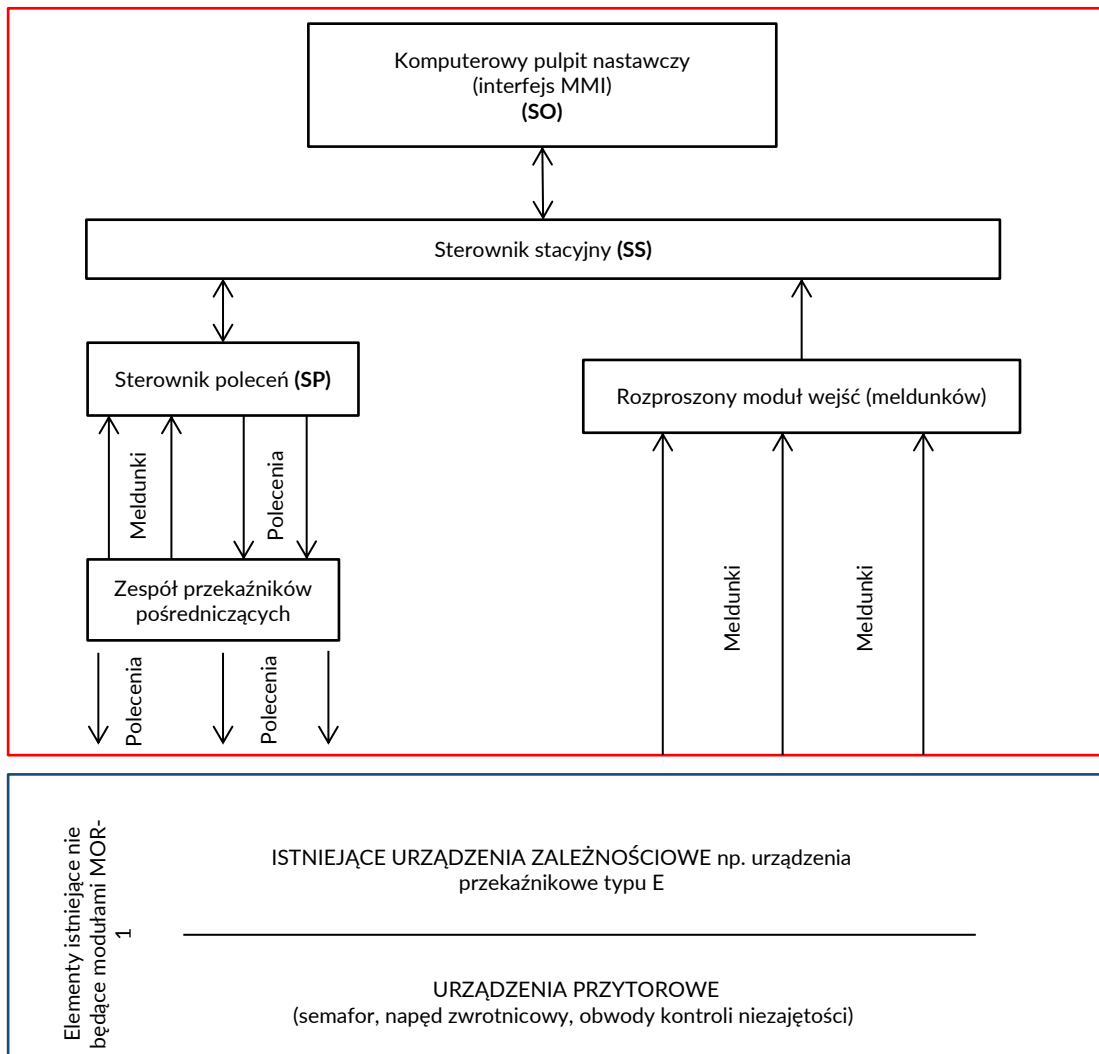 Komputerowy pulpit nastawczy
(interfejs MMI)
(SO)
Sterownik stacyjny (SS)
Sterownik poleceń (SP)
Rozproszony moduł wejść (meldunków)
Meldunki
Polecenia
Zespół przekaźników
pośredniczących
Meldunki
Meldunki
Polecenia
Polecenia
Elementy istniejące nie
będące modułami MOR-
1
ISTNIEJĄCE URZĄDZENIA ZALEŻNOŚCIOWE np. urządzenia
przekaźnikowe typu E
URZĄDZENIA PRZYTOROWE
(semafor, napęd zwrotnicowy, obwody kontroli niezajętości)